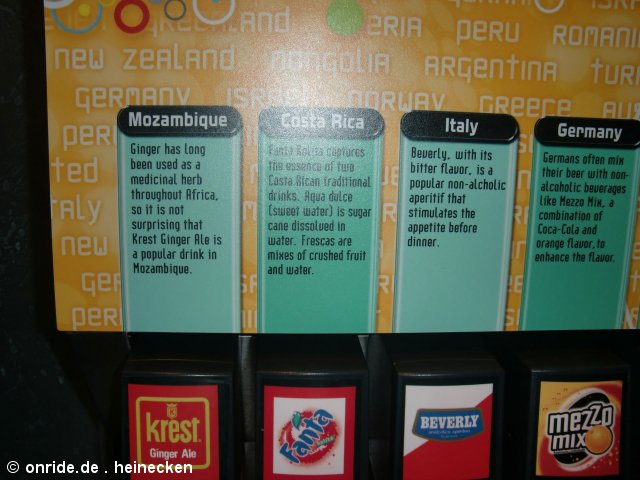 GREENLAND
ERIA
PERU
ROMANI
NEW ZEALAND
MONGOLIA
ARGENTINA
GERMANY
NORWAY
GREECE
Mozambique
Ginger has long
been used as a
medicinal herb
throughout Africa,
so it is not
surprising that
Krest Ginger Ale is
a popular drink in
Mozambique.
Costa Rica
Fanta Kolita captures
the essence of two
Costa Rican traditional
drinks. Aqua dulce
(sweet water) is sugar
cane dissolved in
water. Frescas are
mixes of crushed fruit
and water.
Italy
Beverly, with its
bitter flavor, is a
popular non-alcholic
aperitif that
stimulates the
appetite before
dinner.
Germany
Germans often mix
their beer with non-
alcoholic beverages
like Mezzo Mix, a
combination of
Coca-Cola and
orange flavor, to
enhance the flavor.
krest
Ginger Ale
Fanta
BEVERLY
mezzo
mix
© onride.de . heinecken